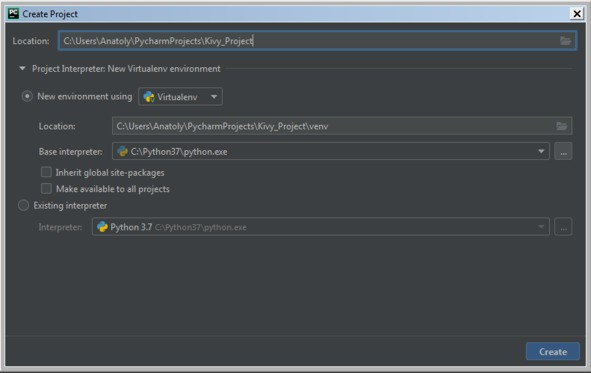 PC Create Project
Location: C:\Users\Anatoly\PycharmProjects\Kivy_Project
Project Interpreter: New Virtualenv environment
New environment using Virtualenv
Location: C:\Users\Anatoly\PycharmProjects\Kivy_Project\venv
Base interpreter: C:\Python37\python.exe ...
Inherit global site-packages
Make available to all projects
Existing interpreter
Interpreter: Python 3.7 C:\Python37\python.exe ...
Create